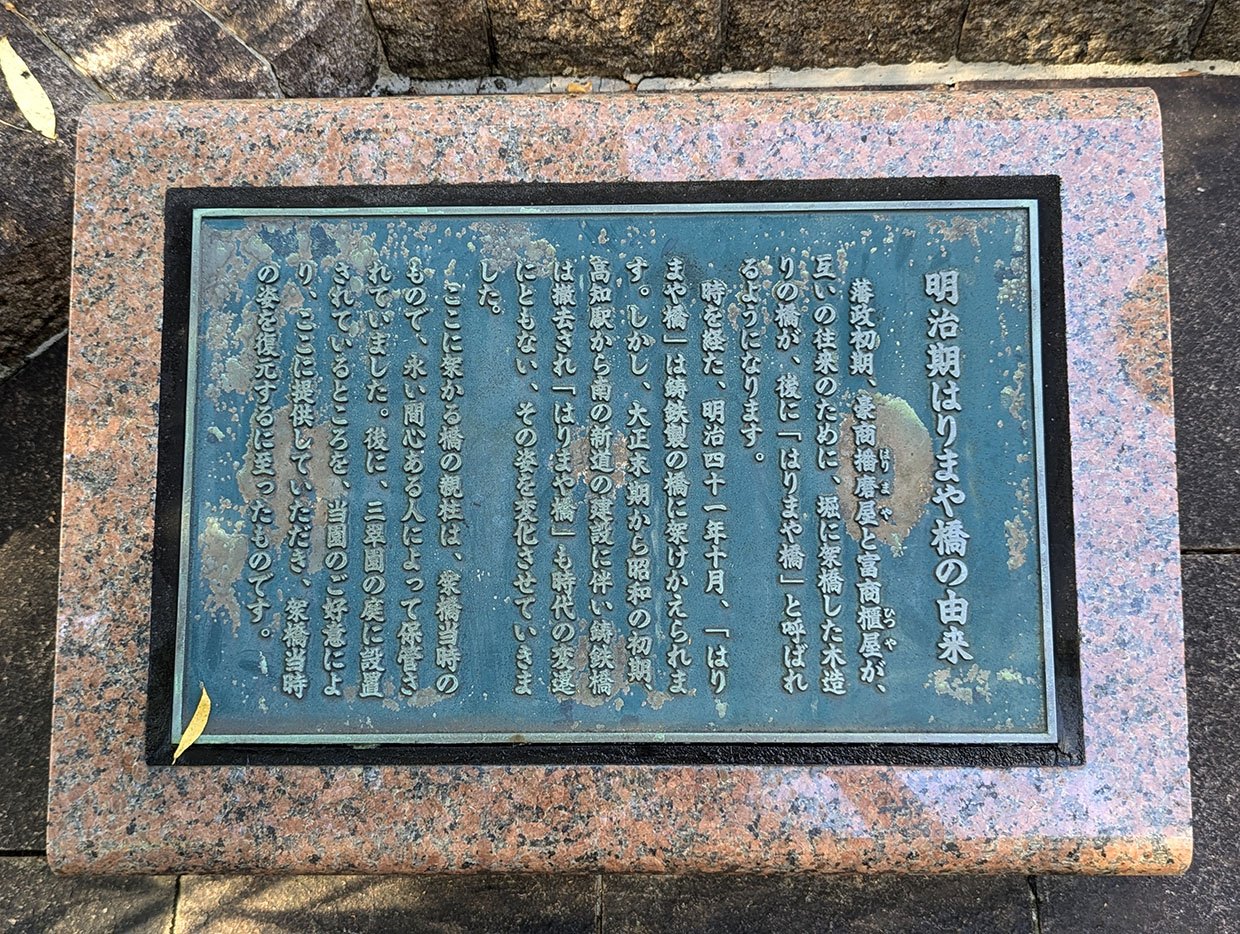 明治期はりまや橋の由来
藩政初期、豪商播磨屋と富商櫃屋が、
はりまや
ひつや
互いの往来のために、堀に架橋した木造
りの橋が、後に「はりまや橋」と呼ばれ
るようになります。
時を経た、明治四十一年十月、「はり
まや橋」は鋳鉄製の橋に架けかえられま
す。しかし、大正末期から昭和の初期、
高知駅から南の新道の建設に伴い鋳鉄橋
は撤去され「はりまや橋」も時代の変遷
にともない、その姿を変化させていきま
した。
ここに架かる橋の親柱は、架橋当時の
もので、永い間心ある人によって保管さ
れていました。後に、三翠園の庭に設置
されているところを、当園のご好意によ
り、ここに提供していただき、架橋当時
の姿を復元するに至ったものです。